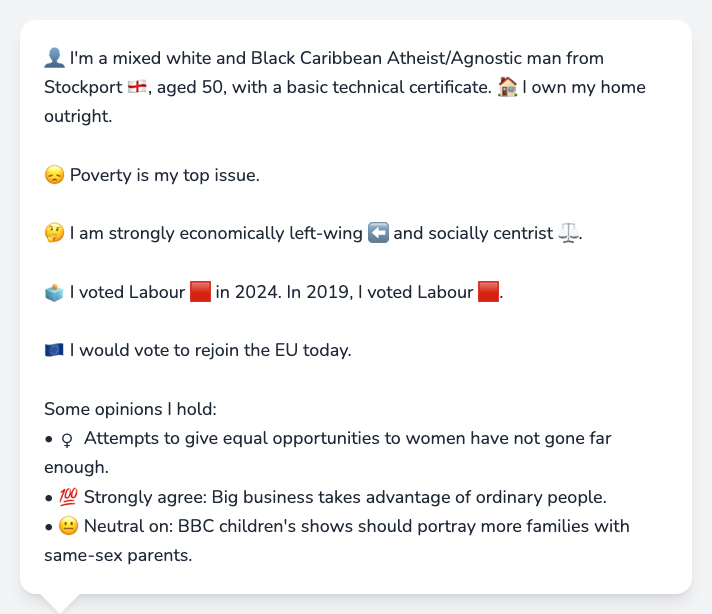 👤 I'm a mixed white and Black Caribbean Atheist/Agnostic man from
Stockport 🏴󠁧󠁢󠁥󠁮󠁧󠁿, aged 50, with a basic technical certificate. 🏠 I own my home
outright.
😞 Poverty is my top issue.
🤔 I am strongly economically left-wing ⬅️ and socially centrist ⚖️.
🗳️ I voted Labour 🟥 in 2024. In 2019, I voted Labour 🟥.
🇪🇺 I would vote to rejoin the EU today.
Some opinions I hold:
• ♀️ Attempts to give equal opportunities to women have not gone far
enough.
• 💯 Strongly agree: Big business takes advantage of ordinary people.
• 😐 Neutral on: BBC children's shows should portray more families with
same-sex parents.